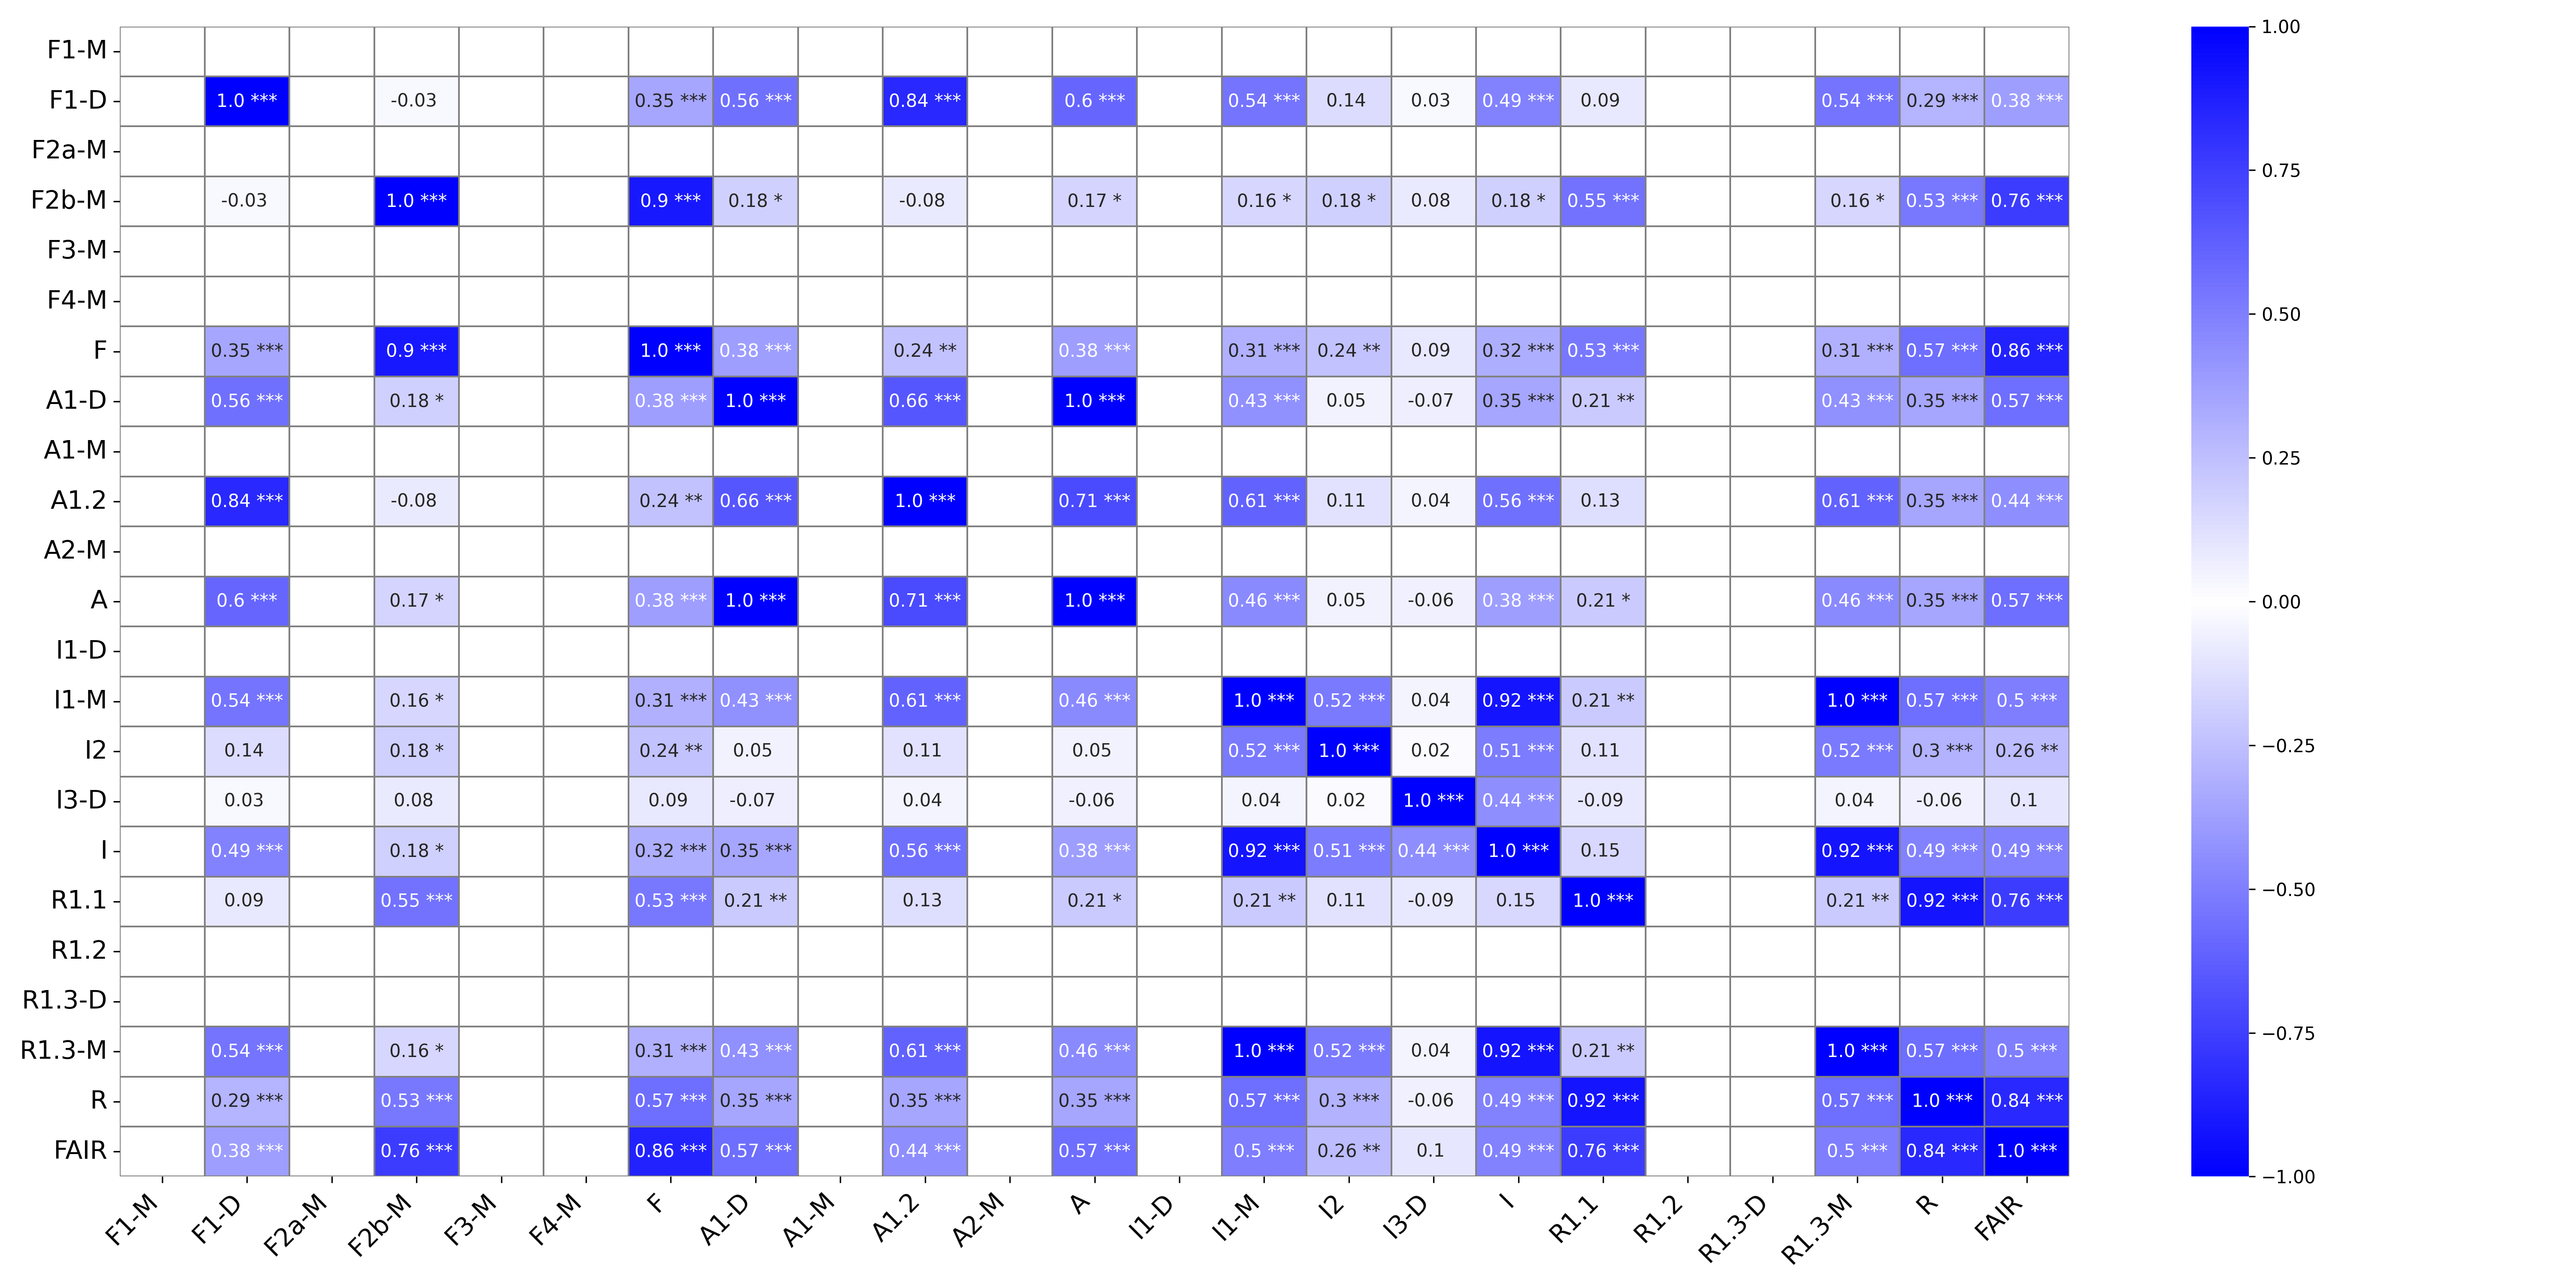 F1-M
F1-D 1.0 *** -0.03 0.35 *** 0.56 *** 0.84 *** 0.6 *** 0.54 *** 0.14 0.03 0.49 *** 0.09 0.54 *** 0.29 *** 0.38 ***
F2a-M
F2b-M -0.03 1.0 *** 0.9 *** 0.18 * -0.08 0.17 * 0.16 * 0.18 * 0.08 0.18 * 0.55 *** 0.16 * 0.53 *** 0.76 ***
F3-M
F4-M
F 0.35 *** 0.9 *** 1.0 *** 0.38 *** 0.24 ** 0.38 *** 0.31 *** 0.24 ** 0.09 0.32 *** 0.53 *** 0.31 *** 0.57 *** 0.86 ***
A1-D 0.56 *** 0.18 * 0.38 *** 1.0 *** 0.66 *** 1.0 *** 0.43 *** 0.05 -0.07 0.35 *** 0.21 ** 0.43 *** 0.35 *** 0.57 ***
A1-M
A1.2 0.84 *** -0.08 0.24 ** 0.66 *** 1.0 *** 0.71 *** 0.61 *** 0.11 0.04 0.56 *** 0.13 0.61 *** 0.35 *** 0.44 ***
A2-M
A 0.6 *** 0.17 * 0.38 *** 1.0 *** 0.71 *** 1.0 *** 0.46 *** 0.05 -0.06 0.38 *** 0.21 * 0.46 *** 0.35 *** 0.57 ***
I1-D
I1-M 0.54 *** 0.16 * 0.31 *** 0.43 *** 0.61 *** 0.46 *** 1.0 *** 0.52 *** 0.04 0.92 *** 0.21 ** 1.0 *** 0.57 *** 0.5 ***
I2 0.14 0.18 * 0.24 ** 0.05 0.11 0.05 0.52 *** 1.0 *** 0.02 0.51 *** 0.11 0.52 *** 0.3 *** 0.26 **
I3-D 0.03 0.08 0.09 -0.07 0.04 -0.06 0.04 0.02 1.0 *** 0.44 *** -0.09 0.04 -0.06 0.1
I 0.49 *** 0.18 * 0.32 *** 0.35 *** 0.56 *** 0.38 *** 0.92 *** 0.51 *** 0.44 *** 1.0 *** 0.15 0.92 *** 0.49 *** 0.49 ***
R1.1 0.09 0.55 *** 0.53 *** 0.21 ** 0.13 0.21 * 0.21 ** 0.11 -0.09 0.15 1.0 *** 0.21 ** 0.92 *** 0.76 ***
R1.2
R1.3-D
R1.3-M 0.54 *** 0.16 * 0.31 *** 0.43 *** 0.61 *** 0.46 *** 1.0 *** 0.52 *** 0.04 0.92 *** 0.21 ** 1.0 *** 0.57 *** 0.5 ***
R 0.29 *** 0.53 *** 0.57 *** 0.35 *** 0.35 *** 0.35 *** 0.57 *** 0.3 *** -0.06 0.49 *** 0.92 *** 0.57 *** 1.0 *** 0.84 ***
FAIR 0.38 *** 0.76 *** 0.86 *** 0.57 *** 0.44 *** 0.57 *** 0.5 *** 0.26 ** 0.1 0.49 *** 0.76 *** 0.5 *** 0.84 *** 1.0 ***
F1-M F1-D F2a-M F2b-M F3-M F4-M F A1-D A1-M A1.2 A2-M A I1-D I1-M I2 I3-D I R1.1 R1.2 R1.3-D R1.3-M R FAIR
1.00
0.75
0.50
0.25
0.00
−0.25
−0.50
−0.75
−1.00